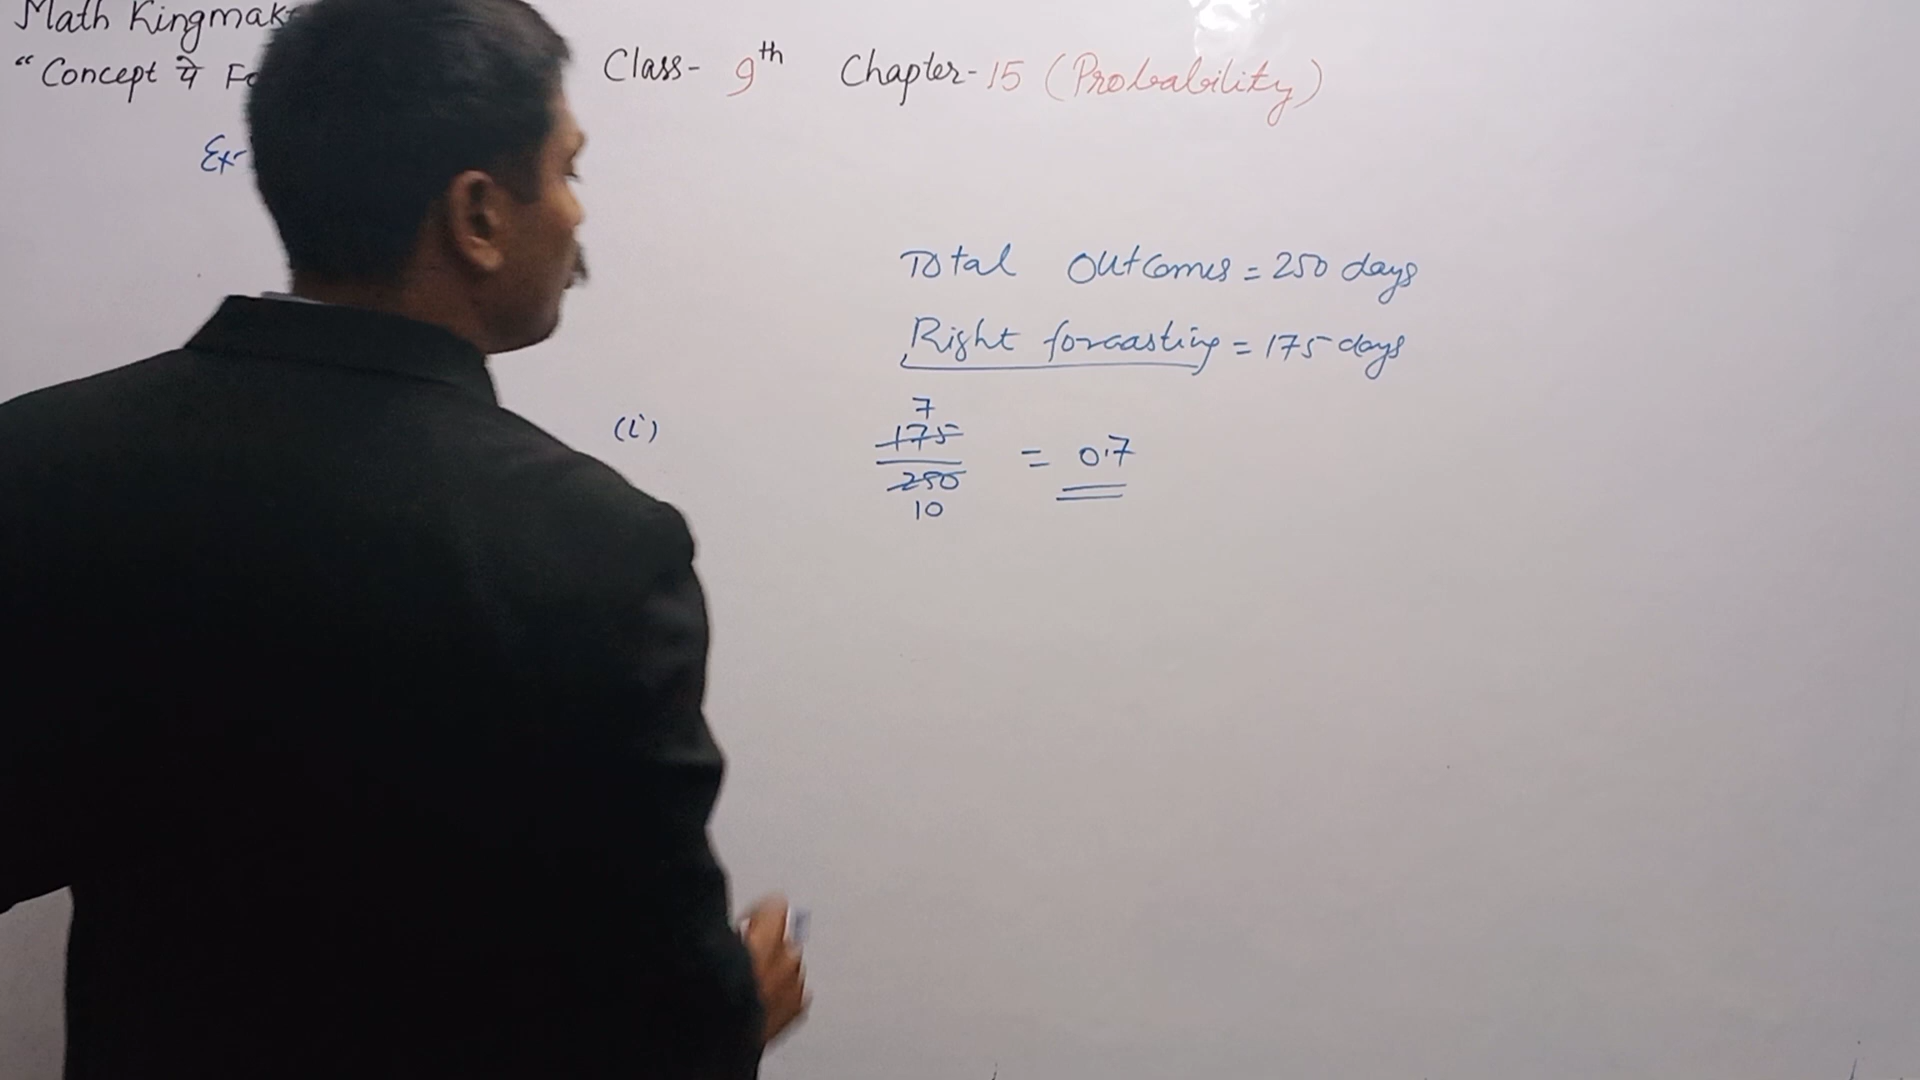 Math Kingmak
"Concept पे Fo
Class- 9th Chapter-15 (Probability)
Ex-
Total Outcomes = 250 days
Right forcasting = 175 days
(i) 175/250 = 0.7
7
10